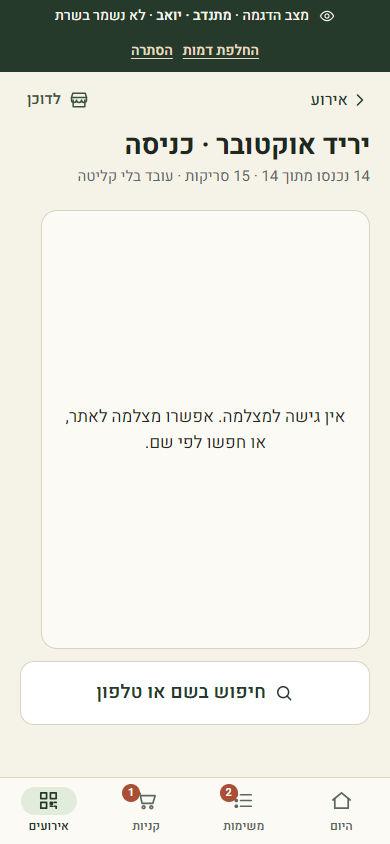 מצב הדגמה · מתנדב · יואב · לא נשמר בשרת
החלפת דמות הסתרה
אירוע
לדוכן
יריד אוקטובר · כניסה
14 נכנסו מתוך 14 · 15 סריקות · עובד בלי קליטה
אין גישה למצלמה. אפשרו מצלמה לאתר,
או חפשו לפי שם.
חיפוש בשם או טלפון
היום
2
משימות
1
קניות
אירועים